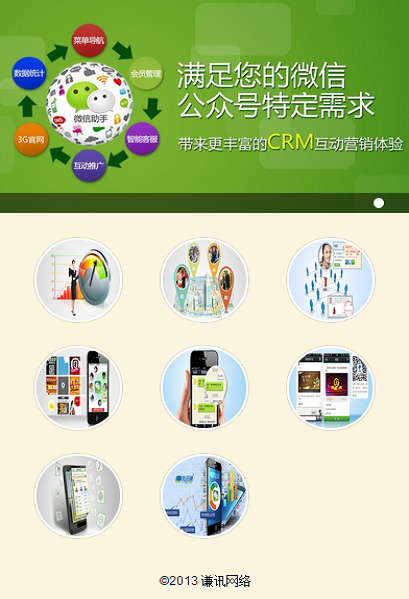 菜单导航
数据统计
会员管理
微信助手
3G官网
智能客服
互动推广
满足您的微信
公众号特定需求
带来更丰富的CRM互动营销体验
©2013 谦讯网络